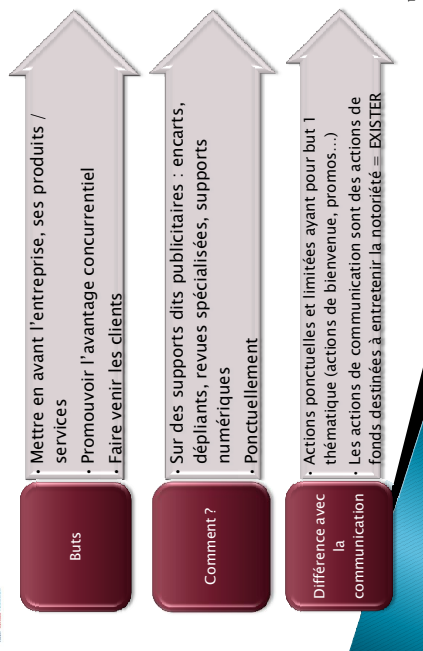 Buts
• Mettre en avant l'entreprise, ses produits /
services
• Promouvoir l'avantage concurrentiel
• Faire venir les clients
Comment ?
• Sur des supports dits publicitaires : encarts,
dépliants, revues spécialisées, supports
numériques
• Ponctuellement
Différence avec
la
communication
• Actions ponctuelles et limitées ayant pour but 1
thématique (actions de bienvenue, promos...)
• Les actions de communication sont des actions de
fonds destinées à entretenir la notoriété = EXISTER